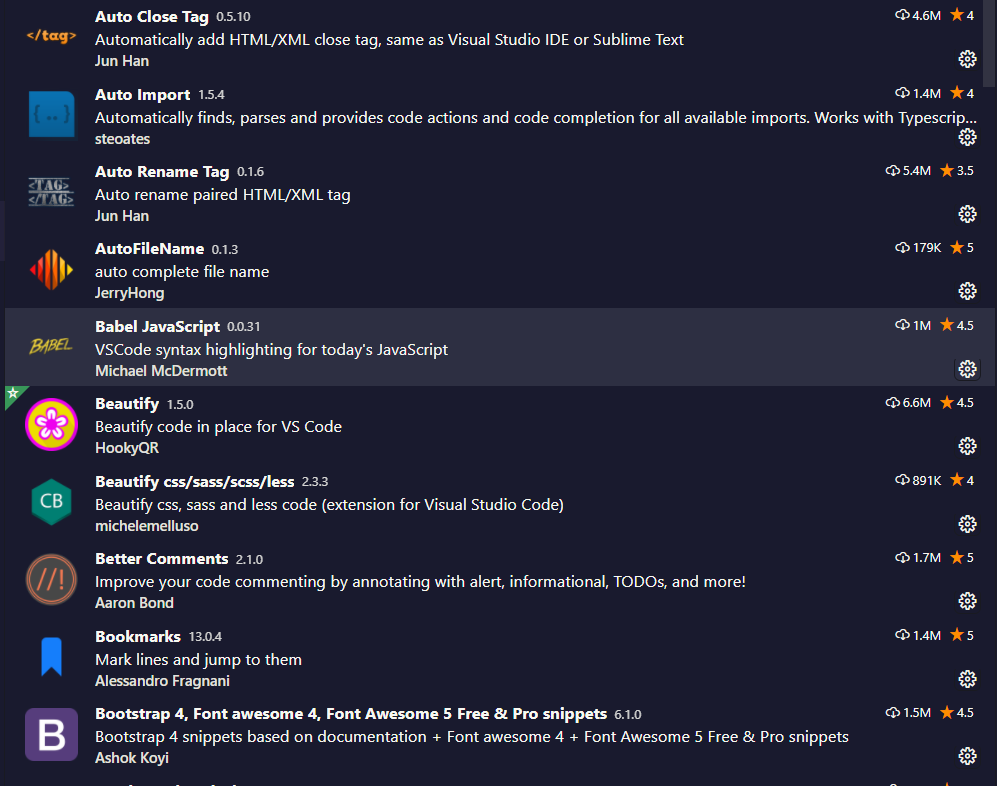 </tag>
Auto Close Tag 0.5.10 4.6M 4
Automatically add HTML/XML close tag, same as Visual Studio IDE or Sublime Text
Jun Han
{..}
Auto Import 1.5.4 1.4M 4
Automatically finds, parses and provides code actions and code completion for all available imports. Works with Typescrip...
steoates
<TAG>
</TAG>
Auto Rename Tag 0.1.6 5.4M 3.5
Auto rename paired HTML/XML tag
Jun Han
AutoFileName 0.1.3 179K 5
auto complete file name
JerryHong
BABEL
Babel JavaScript 0.0.31 1M 4.5
VSCode syntax highlighting for today's JavaScript
Michael McDermott
Beautify 1.5.0 6.6M 4.5
Beautify code in place for VS Code
HookyQR
CB
Beautify css/sass/scss/less 2.3.3 891K 4
Beautify css, sass and less code (extension for Visual Studio Code)
michelemelluso
//!
Better Comments 2.1.0 1.7M 5
Improve your code commenting by annotating with alert, informational, TODOs, and more!
Aaron Bond
Bookmarks 13.0.4 1.4M 5
Mark lines and jump to them
Alessandro Fragnani
B
Bootstrap 4, Font awesome 4, Font Awesome 5 Free & Pro snippets 6.1.0 1.5M 4.5
Bootstrap 4 snippets based on documentation + Font awesome 4 + Font Awesome 5 Free & Pro snippets
Ashok Koyi